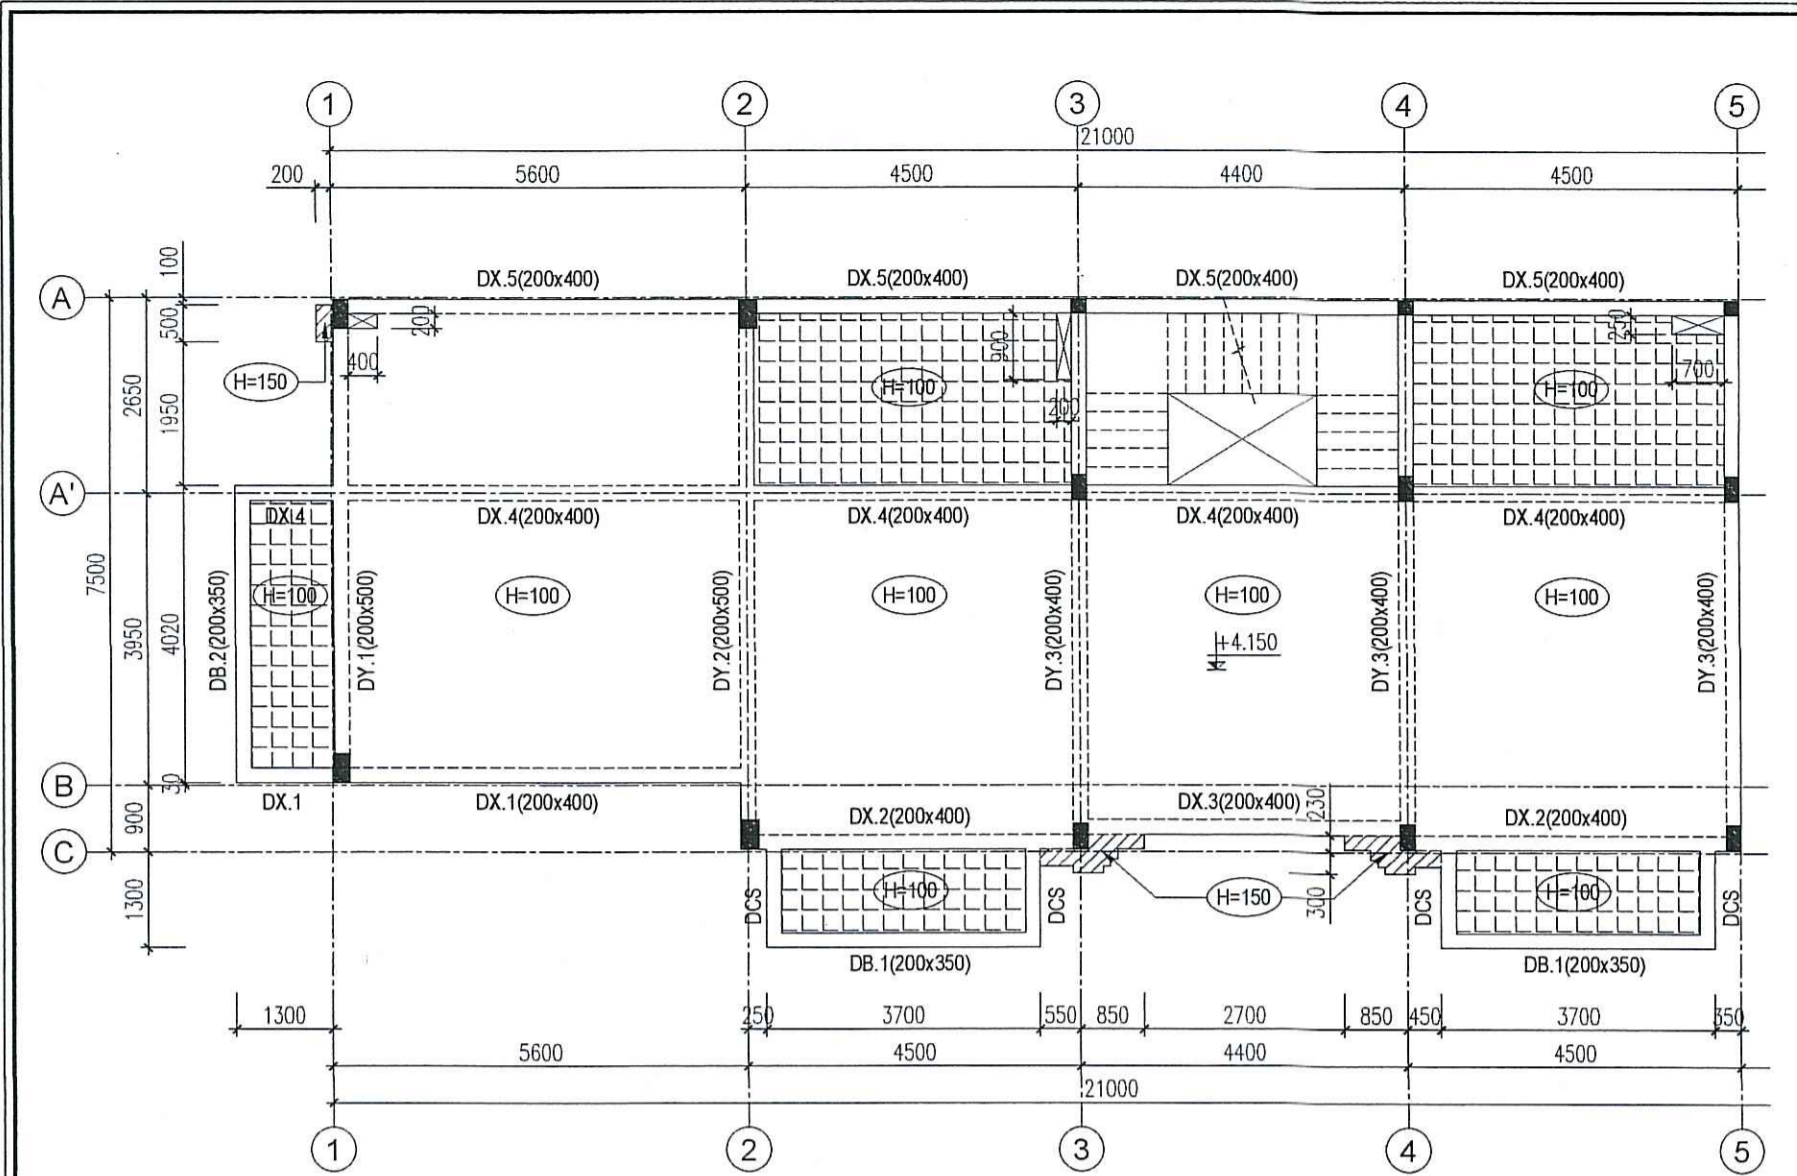 1 2 3 4 5
21000
200 5600 4500 4400 4500
100
A DX.5(200x400) DX.5(200x400) DX.5(200x400) DX.5(200x400)
500 200 900 250
400 700
H=150 H=100 H=100
2650 1950 200
A'
DX.4 DX.4(200x400) DX.4(200x400) DX.4(200x400) DX.4(200x400)
7500
H=100 H=100 H=100 H=100 H=100
3950 4020
DB.2(200x350) DY.1(200x500) DY.2(200x500) DY.3(200x400) DY.3(200x400) DY.3(200x400)
+4.150
B 30
DX.1 DX.1(200x400) DX.2(200x400) DX.3(200x400) 230 DX.2(200x400)
900
C
1300 DCS H=100 DCS H=150 300 DCS H=100 DCS
DB.1(200x350) DB.1(200x350)
1300 250 3700 550 850 2700 850 450 3700 350
5600 4500 4400 4500
21000
1 2 3 4 5